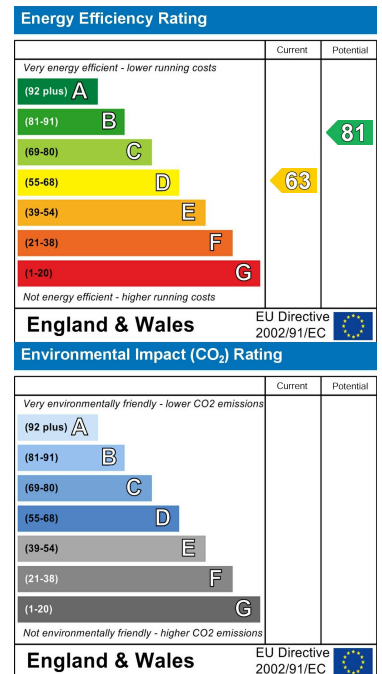 Energy Efficiency Rating
Current Potential
Very energy efficient - lower running costs
(92 plus) A
(81-91) B
81
(69-80) C
(55-68) D
63
(39-54) E
(21-38) F
(1-20) G
Not energy efficient - higher running costs
England & Wales
EU Directive
2002/91/EC
Environmental Impact (CO₂) Rating
Current Potential
Very environmentally friendly - lower CO2 emissions
(92 plus) A
(81-91) B
(69-80) C
(55-68) D
(39-54) E
(21-38) F
(1-20) G
Not environmentally friendly - higher CO2 emissions
England & Wales
EU Directive
2002/91/EC